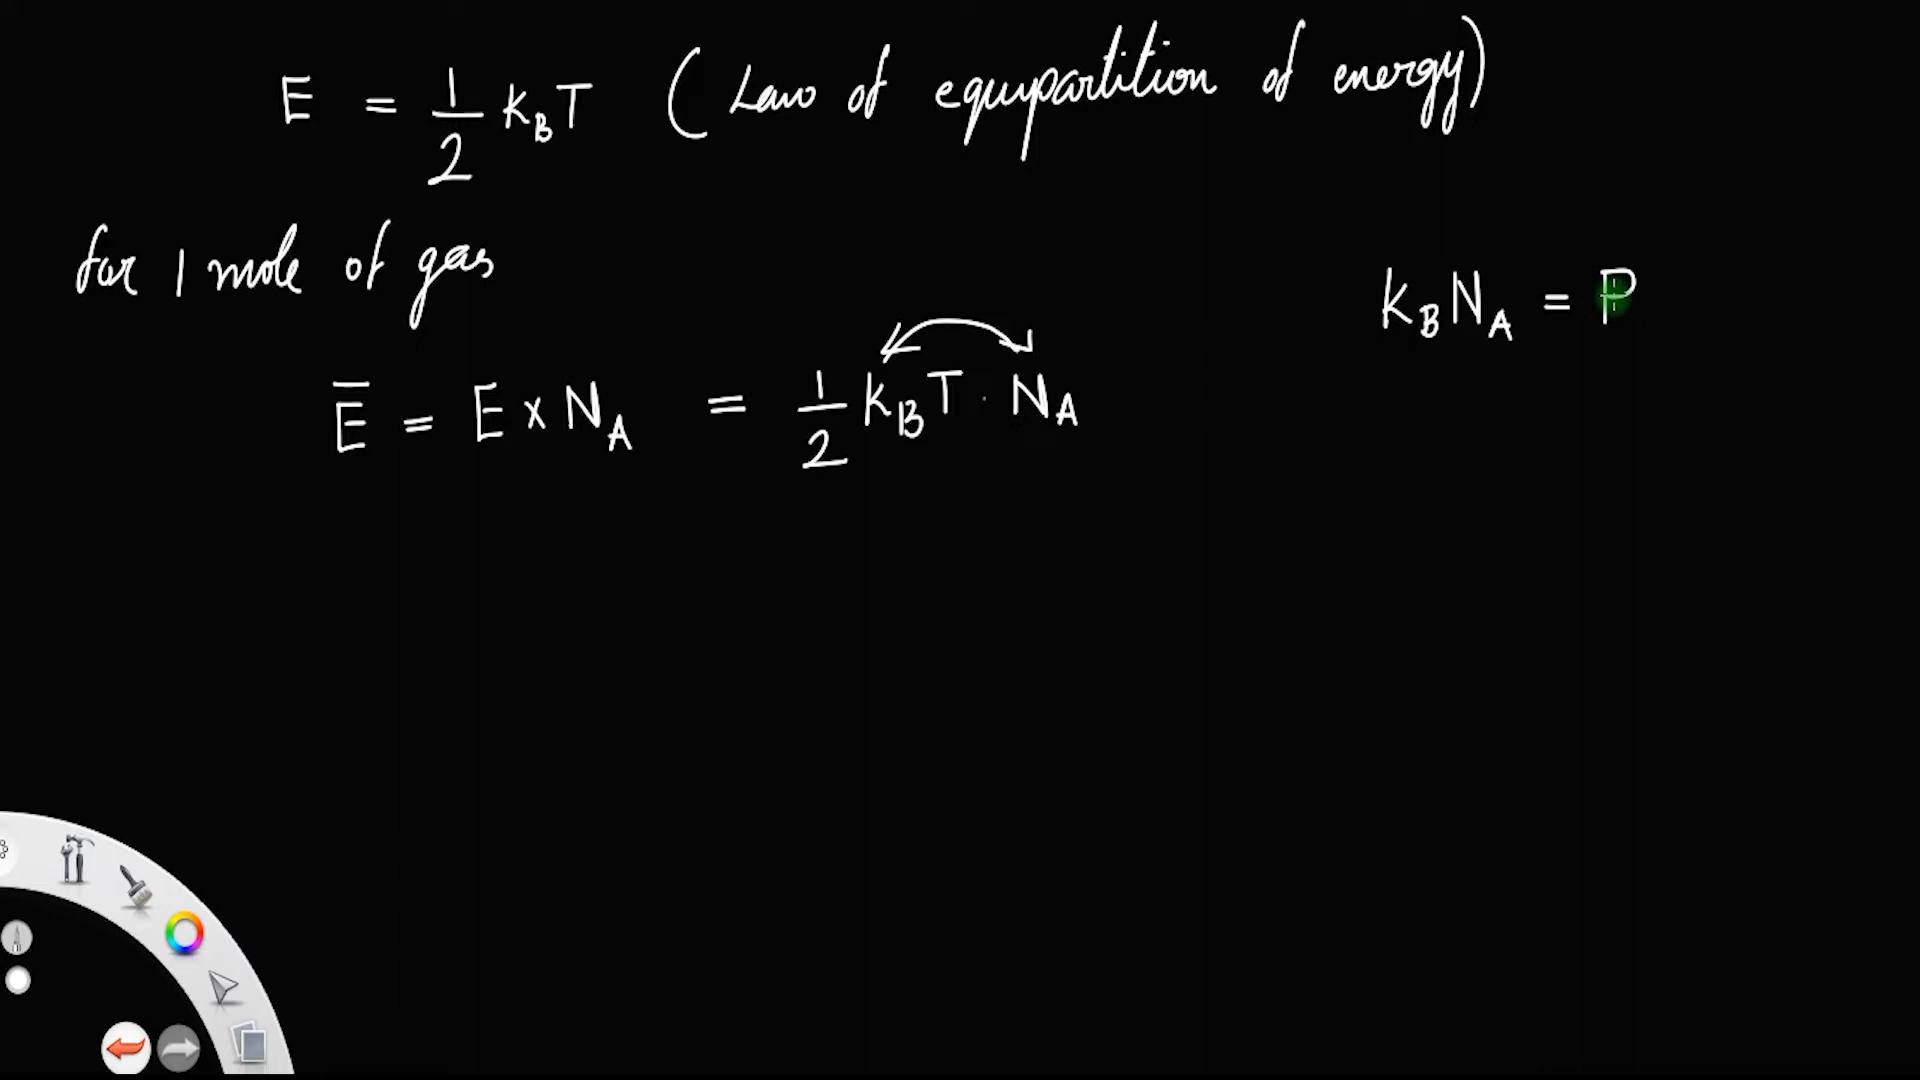 E = 1/2 K_B T (Law of equipartition of energy)
for 1 mole of gas
K_B N_A = P
E̅ = E x N_A = 1/2 K_B T . N_A